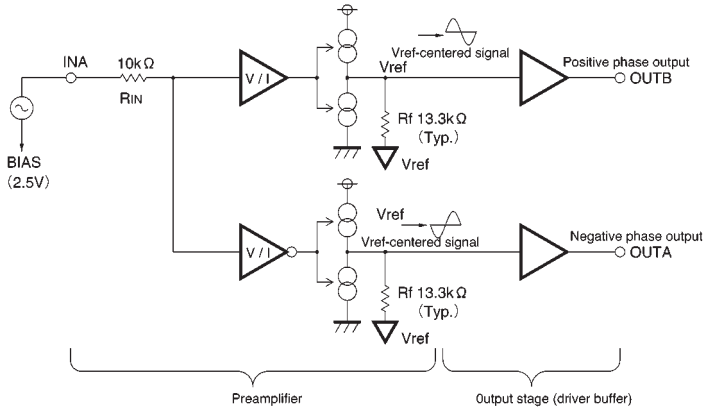 INA
10kΩ
RIN
BIAS
(2.5V)
V / I
Vref-centered signal
Vref
Rf 13.3kΩ
(Typ.)
Vref
Positive phase output
OUTB
V / I
Vref
Vref-centered signal
Rf 13.3kΩ
(Typ.)
Vref
Negative phase output
OUTA
Preamplifier
Output stage (driver buffer)